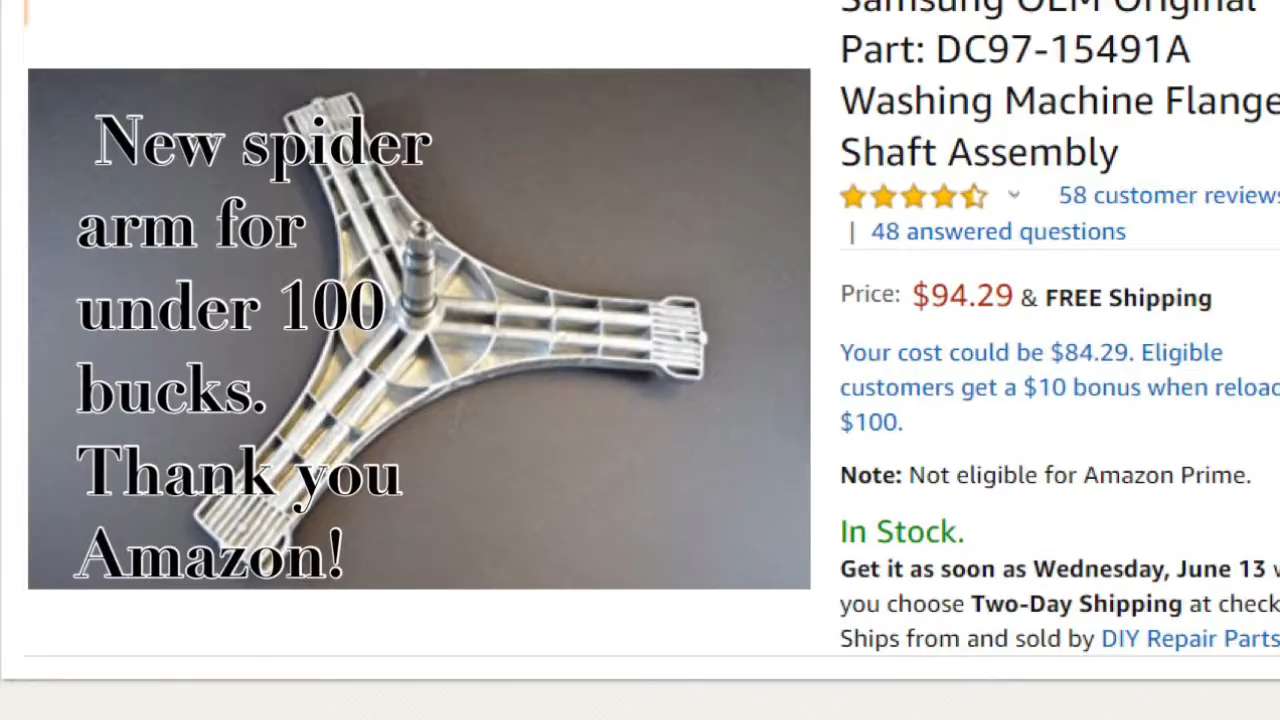 New spider
arm for
under 100
bucks.
Thank you
Amazon!
Samsung OEM Original
Part: DC97-15491A
Washing Machine Flange
Shaft Assembly
58 customer reviews
| 48 answered questions
Price: $94.29 & FREE Shipping
Your cost could be $84.29. Eligible
customers get a $10 bonus when reload
$100.
Note: Not eligible for Amazon Prime.
In Stock.
Get it as soon as Wednesday, June 13
you choose Two-Day Shipping at check
Ships from and sold by DIY Repair Parts